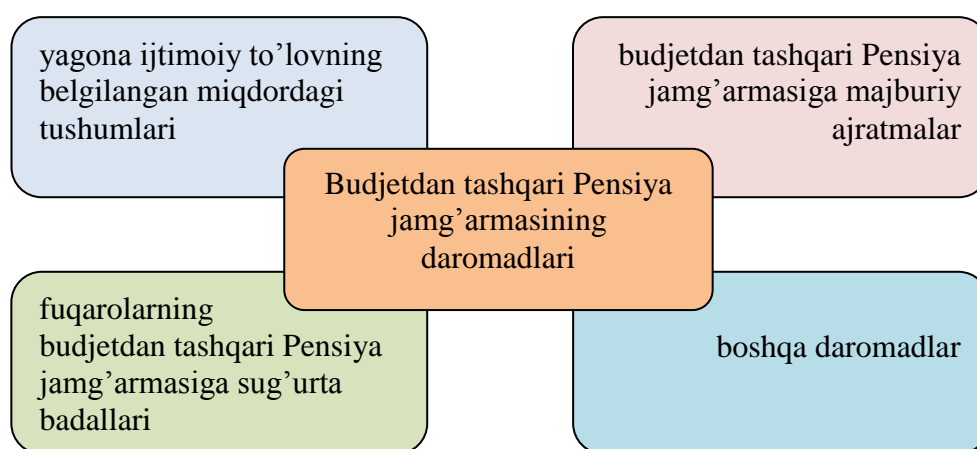 yagona ijtimoiy to’lovning
belgilangan miqdordagi
tushumlari
budjetdan tashqari Pensiya
jamg’armasiga majburiy
ajratmalar
Budjetdan tashqari Pensiya
jamg’armasining
daromadlari
fuqarolarning
budjetdan tashqari Pensiya
jamg’armasiga sug’urta
badallari
boshqa daromadlar